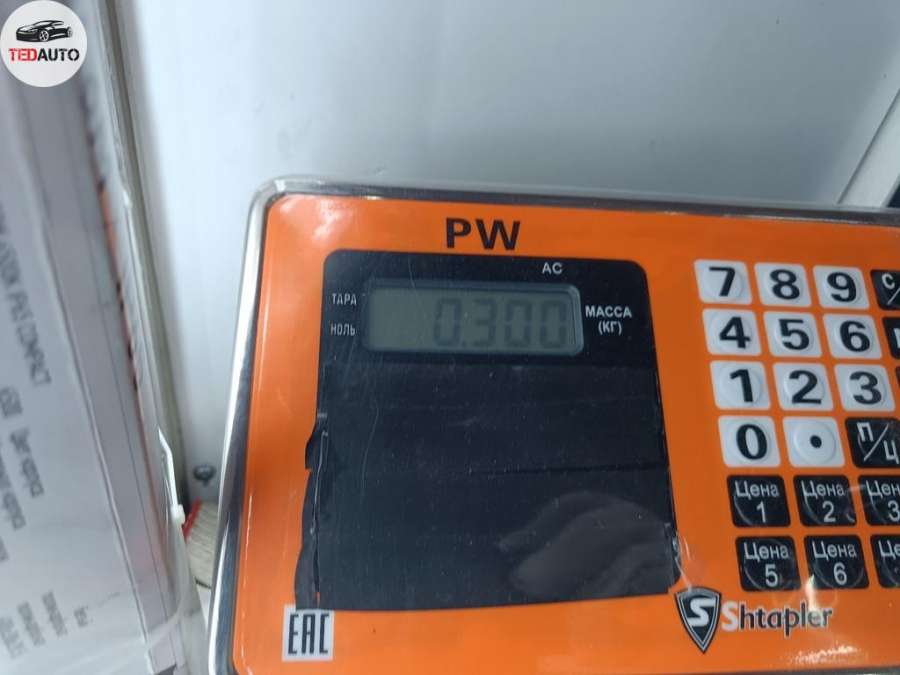 TEDAUTO
PW
AC
ТАРА
НОЛЬ
0.300
МАССА
(КГ)
7 8 9 С/
4 5 6
1 2 3
0 . П/Ц
Цена 1 Цена 2
Цена 5 Цена 6
S Shtapler
EAC